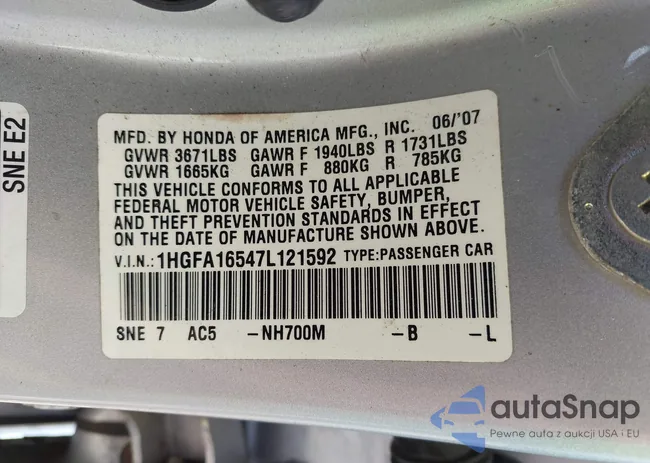 SNE E2
MFD. BY HONDA OF AMERICA MFG., INC. 06/'07
GVWR 3671LBS GAWR F 1940LBS R 1731LBS
GVWR 1665KG GAWR F 880KG R 785KG
THIS VEHICLE CONFORMS TO ALL APPLICABLE
FEDERAL MOTOR VEHICLE SAFETY, BUMPER,
AND THEFT PREVENTION STANDARDS IN EFFECT
ON THE DATE OF MANUFACTURE SHOWN ABOVE.
V.I.N.:1HGFA16547L121592 TYPE:PASSENGER CAR
SNE 7 AC5 -NH700M -B -L
autaSnap
Pewne auta z aukcji USA i EU